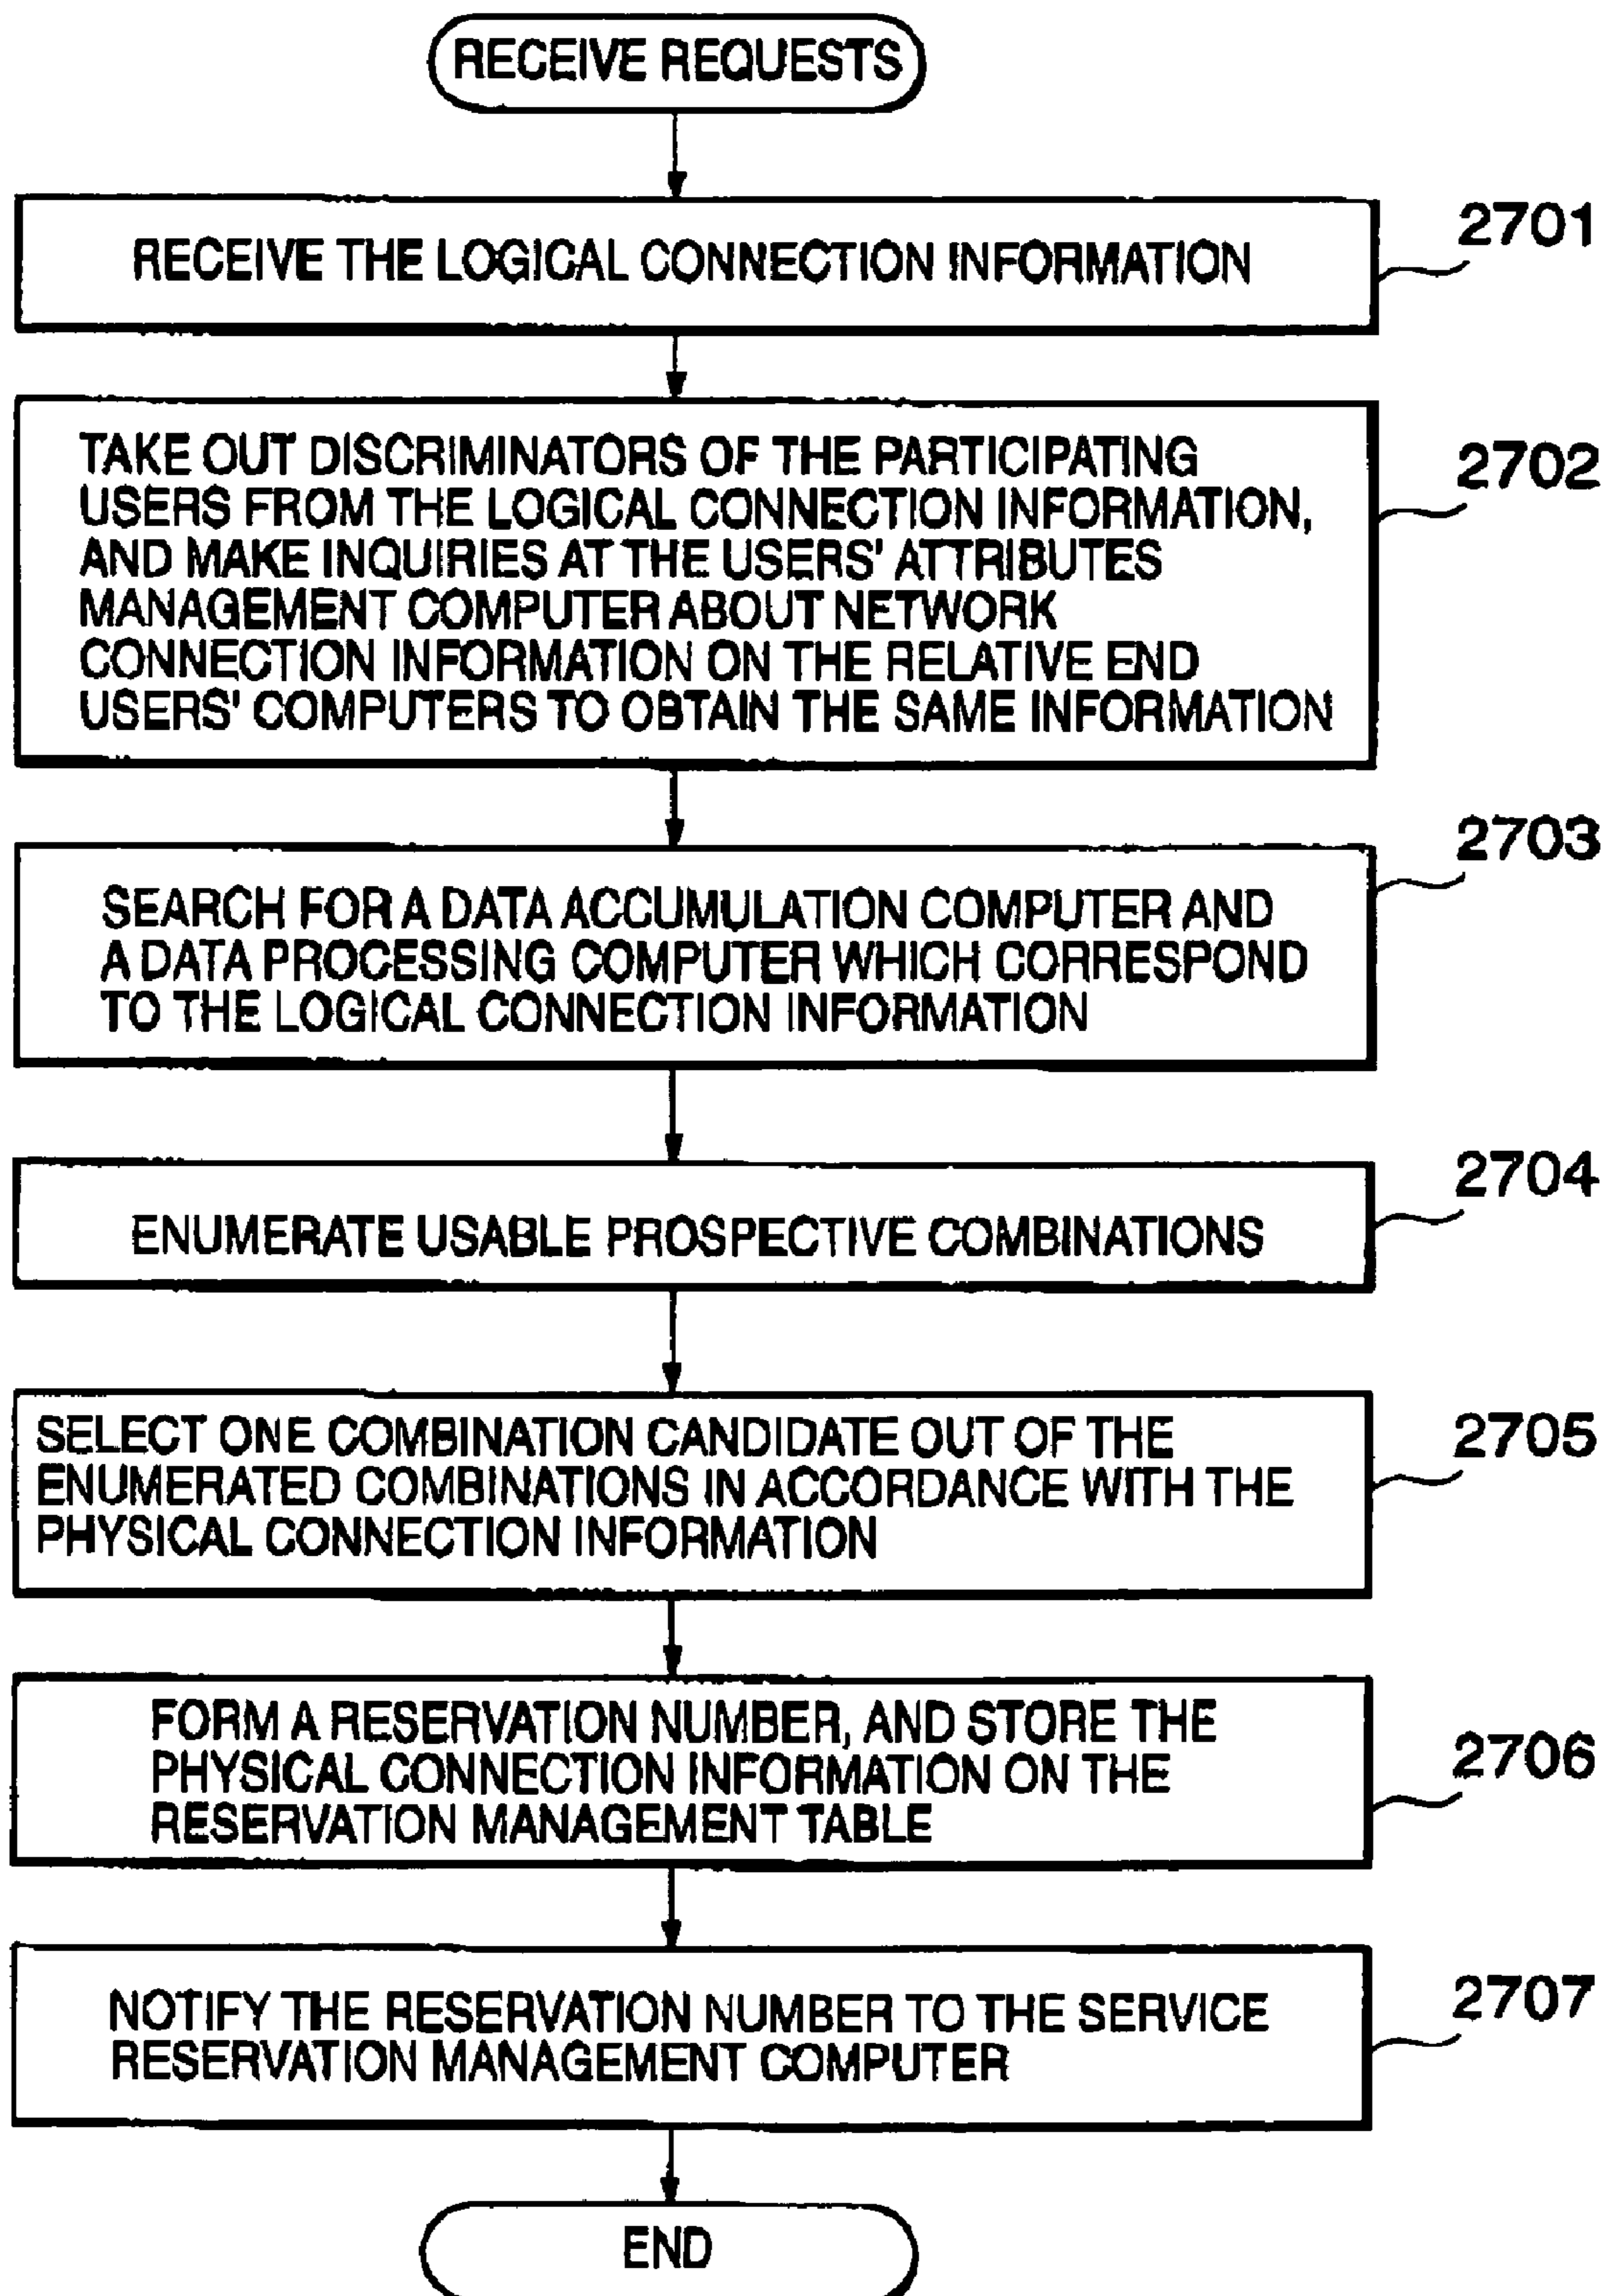 RECEIVE REQUESTS
RECEIVE THE LOGICAL CONNECTION INFORMATION
2701
TAKE OUT DISCRIMINATORS OF THE PARTICIPATING
USERS FROM THE LOGICAL CONNECTION INFORMATION,
AND MAKE INQUIRIES AT THE USERS' ATTRIBUTES
MANAGEMENT COMPUTER ABOUT NETWORK
CONNECTION INFORMATION ON THE RELATIVE END
USERS' COMPUTERS TO OBTAIN THE SAME INFORMATION
2702
SEARCH FOR A DATA ACCUMULATION COMPUTER AND
A DATA PROCESSING COMPUTER WHICH CORRESPOND
TO THE LOGICAL CONNECTION INFORMATION
2703
ENUMERATE USABLE PROSPECTIVE COMBINATIONS
2704
SELECT ONE COMBINATION CANDIDATE OUT OF THE
ENUMERATED COMBINATIONS IN ACCORDANCE WITH THE
PHYSICAL CONNECTION INFORMATION
2705
FORM A RESERVATION NUMBER, AND STORE THE
PHYSICAL CONNECTION INFORMATION ON THE
RESERVATION MANAGEMENT TABLE
2706
NOTIFY THE RESERVATION NUMBER TO THE SERVICE
RESERVATION MANAGEMENT COMPUTER
2707
END